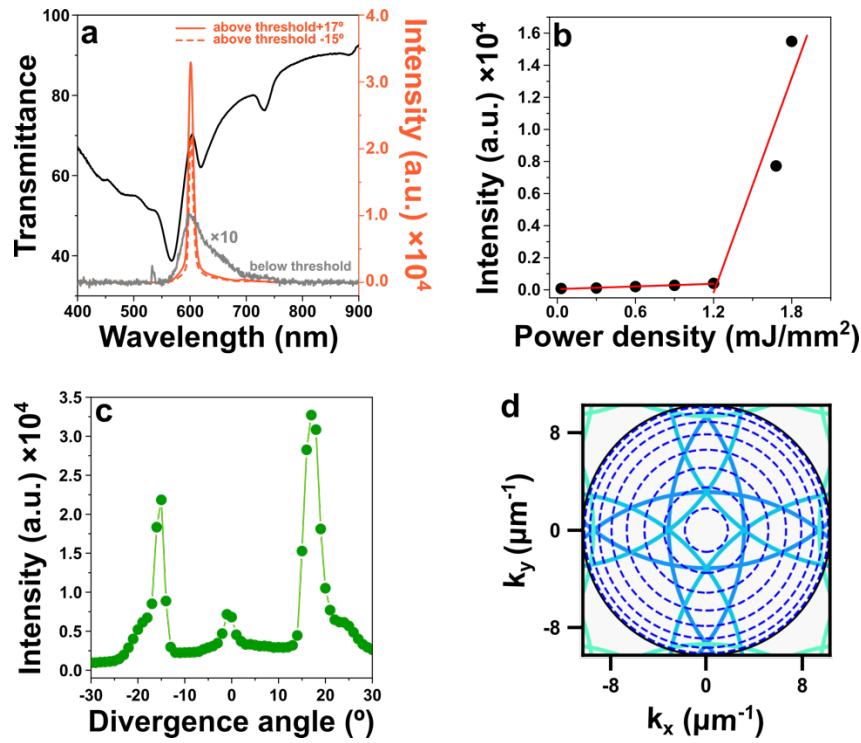 a
above threshold+17º
above threshold -15º
Transmittance
100
80
60
40
×10
below threshold
4.0
3.0
2.0
1.0
0.0
Intensity (a.u.) ×10⁴
400 500 600 700 800 900
Wavelength (nm)
b
Intensity (a.u.) ×10⁴
1.6
1.4
1.2
1.0
0.8
0.6
0.4
0.2
0.0
0.0 0.6 1.2 1.8
Power density (mJ/mm²)
c
Intensity (a.u.) ×10⁴
3.5
3.0
2.5
2.0
1.5
1.0
0.5
0.0
-30 -20 -10 0 10 20 30
Divergence angle (º)
d
kᵧ (µm⁻¹)
8
0
-8
-8 0 8
kₓ (µm⁻¹)